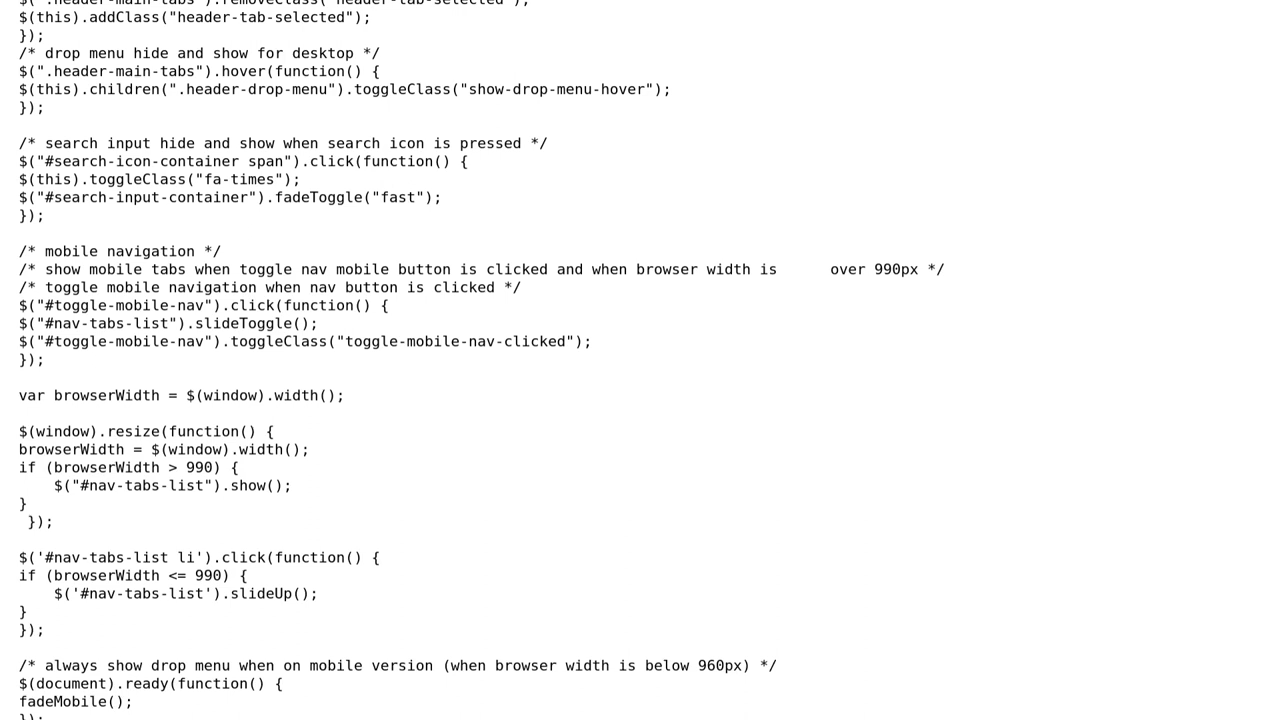 $(".header-main-tabs").removeClass("header-tab-selected");
$(this).addClass("header-tab-selected");
});
/* drop menu hide and show for desktop */
$(".header-main-tabs").hover(function() {
$(this).children(".header-drop-menu").toggleClass("show-drop-menu-hover");
});

/* search input hide and show when search icon is pressed */
$("#search-icon-container span").click(function() {
$(this).toggleClass("fa-times");
$("#search-input-container").fadeToggle("fast");
});

/* mobile navigation */
/* show mobile tabs when toggle nav mobile button is clicked and when browser width is      over 990px */
/* toggle mobile navigation when nav button is clicked */
$("#toggle-mobile-nav").click(function() {
$("#nav-tabs-list").slideToggle();
$("#toggle-mobile-nav").toggleClass("toggle-mobile-nav-clicked");
});

var browserWidth = $(window).width();

$(window).resize(function() {
browserWidth = $(window).width();
if (browserWidth > 990) {
    $("#nav-tabs-list").show();
}
 });

$('#nav-tabs-list li').click(function() {
if (browserWidth <= 990) {
    $('#nav-tabs-list').slideUp();
}
});

/* always show drop menu when on mobile version (when browser width is below 960px) */
$(document).ready(function() {
fadeMobile();
});